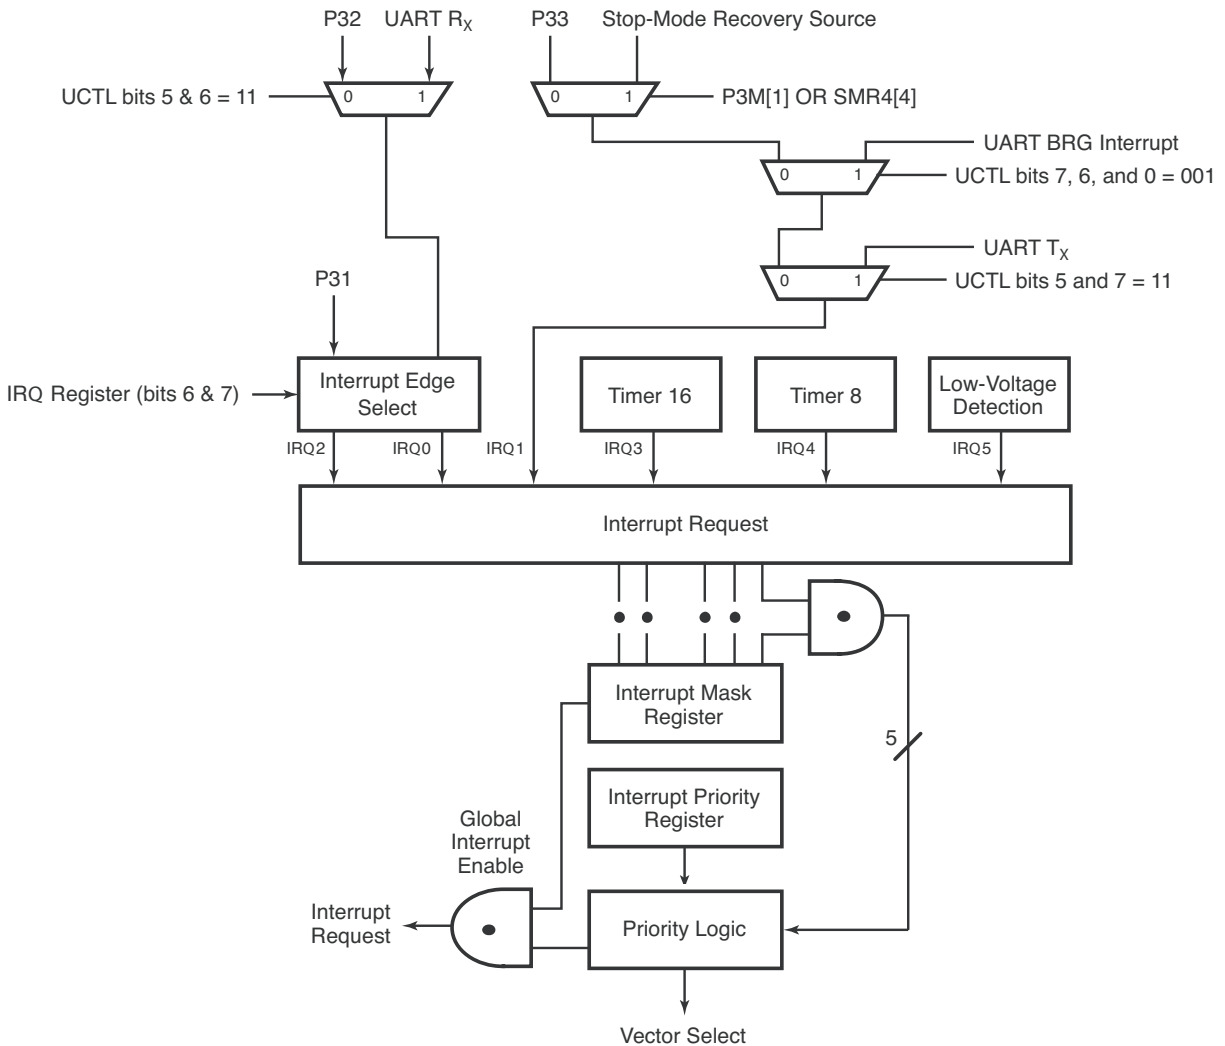 P32 UART RX P33 Stop-Mode Recovery Source
UCTL bits 5 & 6 = 11 0 1 0 1 P3M[1] OR SMR4[4]
UART BRG Interrupt
0 1 UCTL bits 7, 6, and 0 = 001
UART TX
0 1 UCTL bits 5 and 7 = 11
P31
IRQ Register (bits 6 & 7)
Interrupt Edge
Select
Timer 16
Timer 8
Low-Voltage
Detection
IRQ2 IRQ0 IRQ1 IRQ3 IRQ4 IRQ5
Interrupt Request
Interrupt Mask
Register
5
Interrupt Priority
Register
Global
Interrupt
Enable
Interrupt
Request
Priority Logic
Vector Select